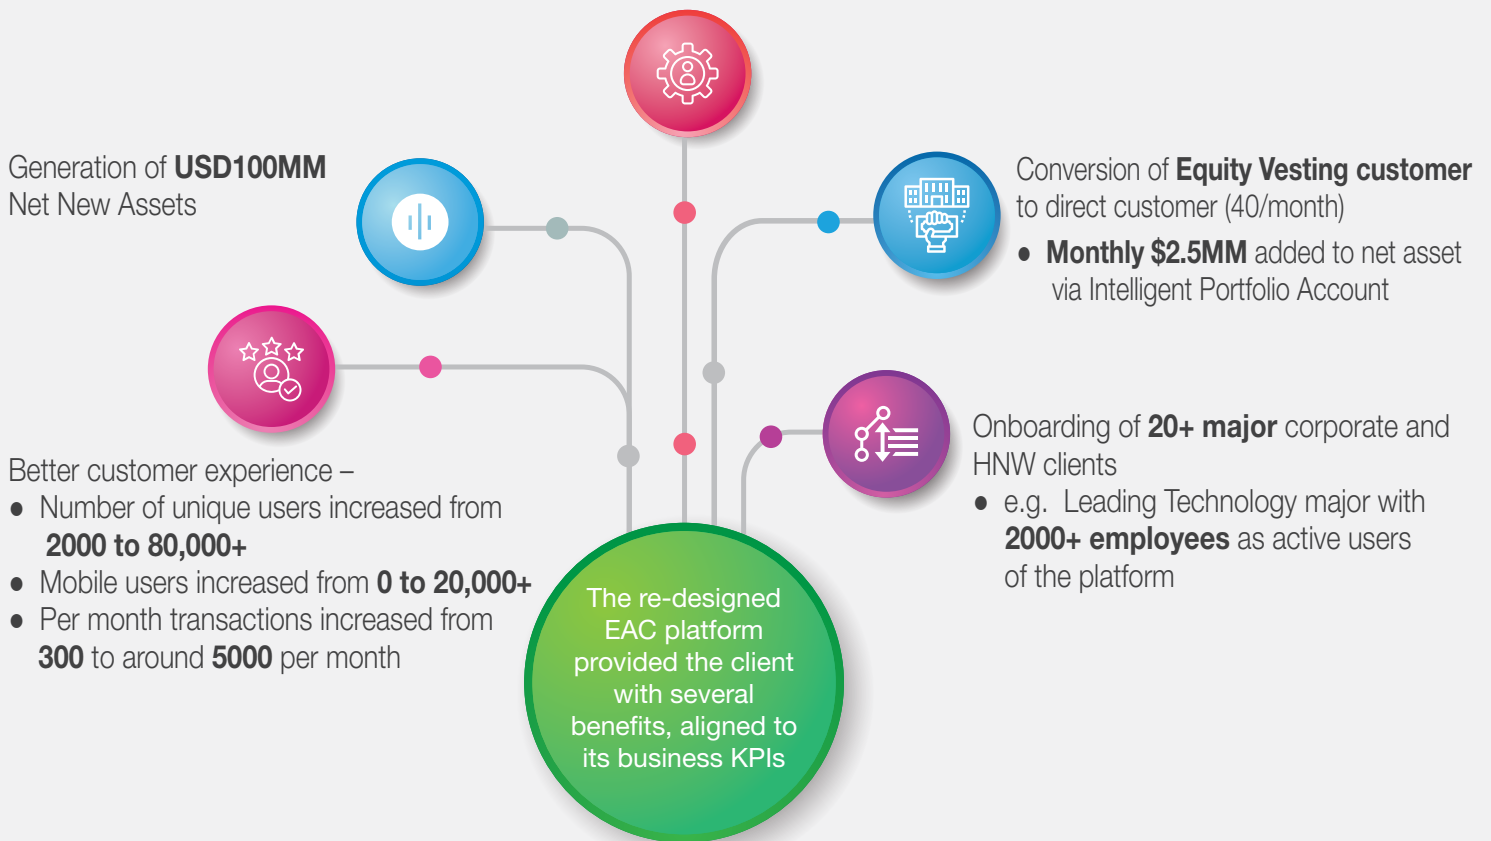 Generation of USD100MM
Net New Assets
Conversion of Equity Vesting customer
to direct customer (40/month)
● Monthly $2.5MM added to net asset
via Intelligent Portfolio Account
Better customer experience –
● Number of unique users increased from
2000 to 80,000+
● Mobile users increased from 0 to 20,000+
● Per month transactions increased from
300 to around 5000 per month
Onboarding of 20+ major corporate and
HNW clients
● e.g. Leading Technology major with
2000+ employees as active users
of the platform
The re-designed
EAC platform
provided the client
with several
benefits, aligned to
its business KPIs